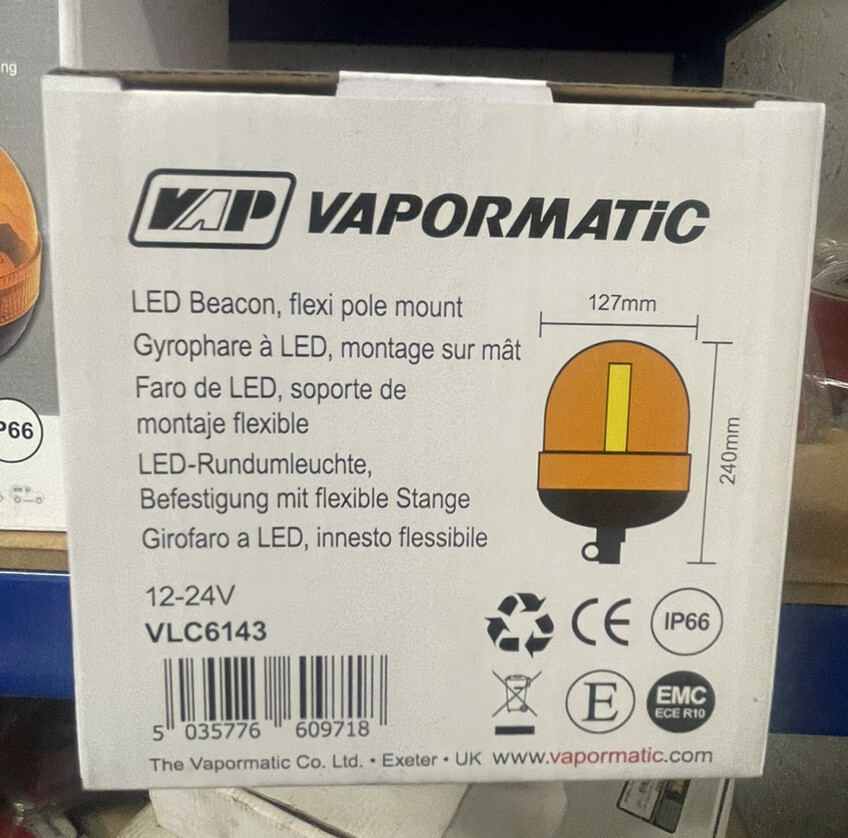 ng
P66
VAP VAPORMATiC
LED Beacon, flexi pole mount
Gyrophare à LED, montage sur mât
Faro de LED, soporte de
montaje flexible
LED-Rundumleuchte,
Befestigung mit flexible Stange
Girofaro a LED, innesto flessibile
127mm
240mm
12-24V
VLC6143
CE
IP66
E
EMC
ECE R10
5 035776 609718
The Vapormatic Co. Ltd. • Exeter • UK www.vapormatic.com